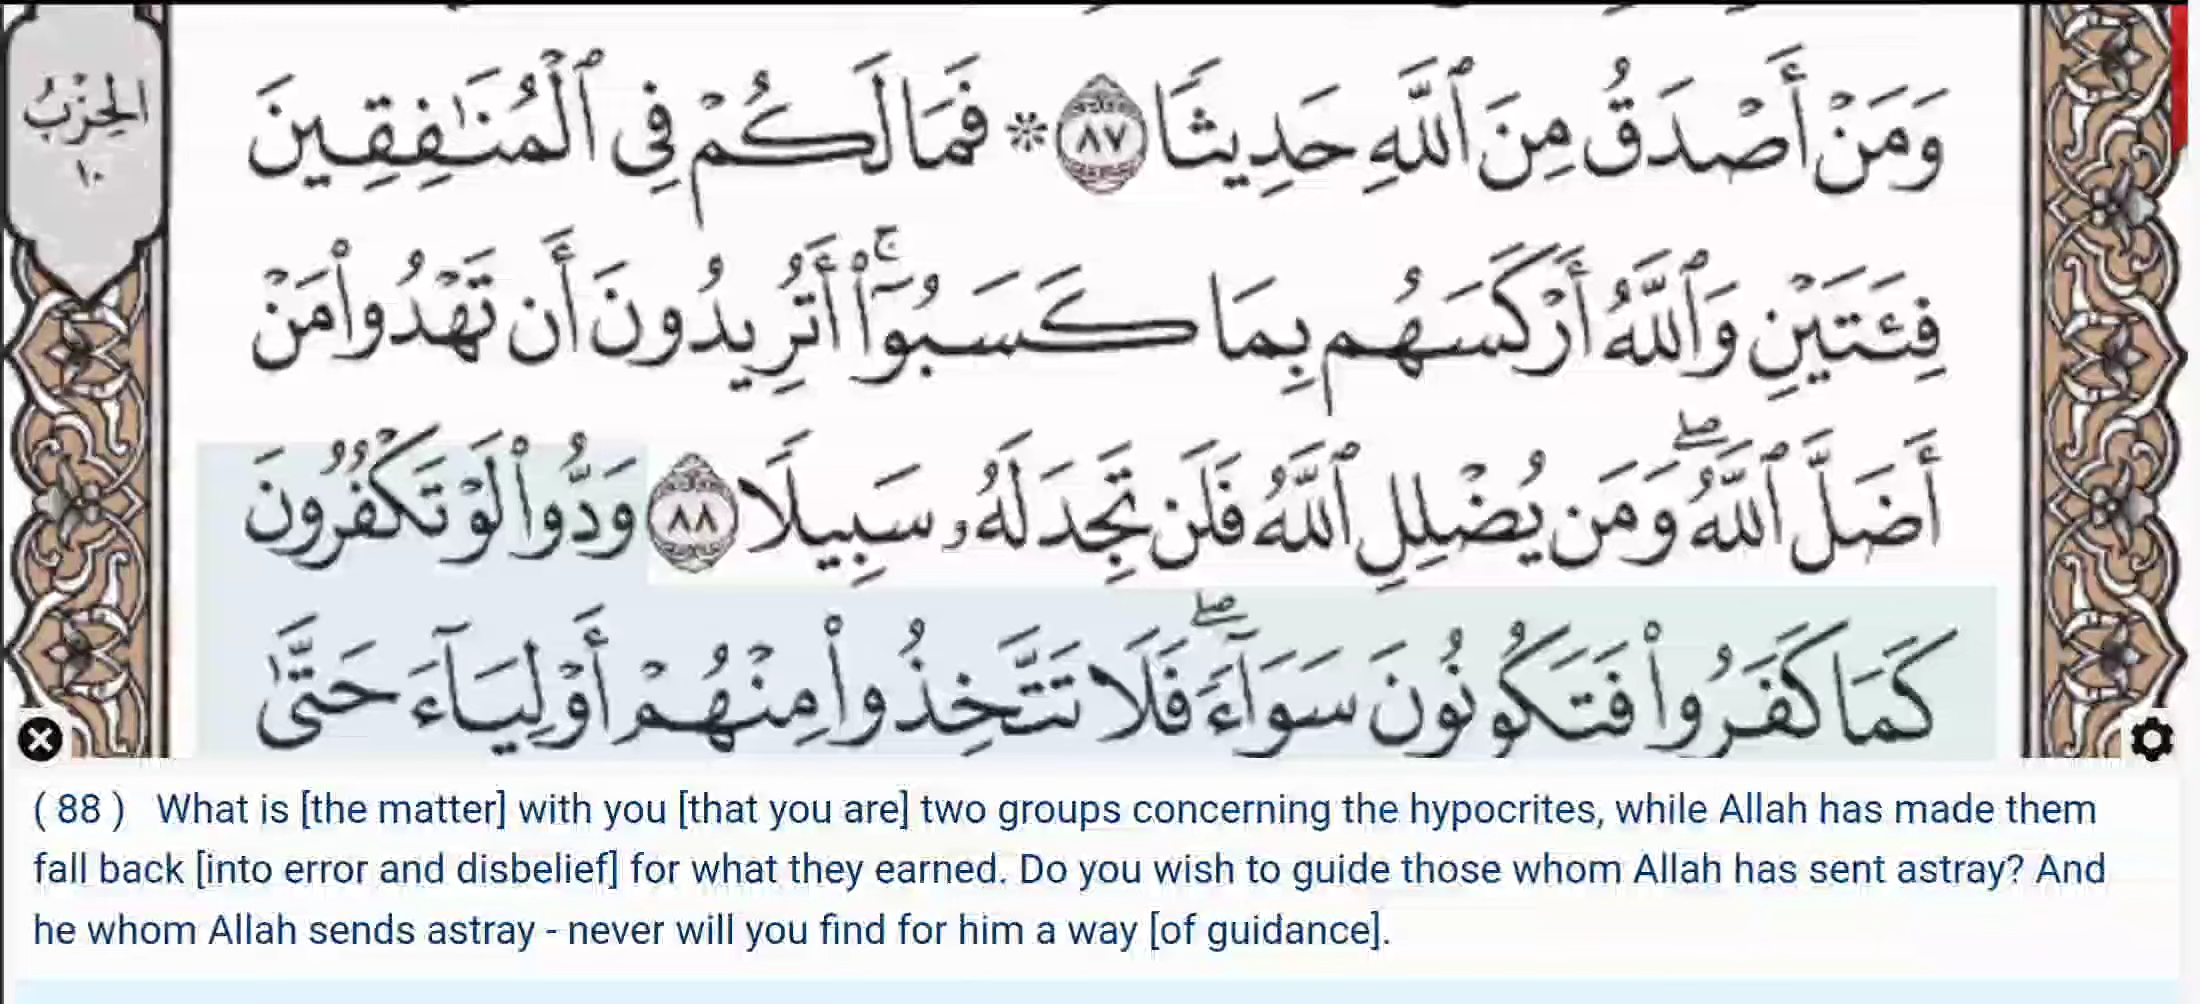 الحِزْبُ
١٠
وَمَنْ أَصْدَقُ مِنَ ٱللَّهِ حَدِيثًا ٨٧ ۞ فَمَا لَكُمْ فِى ٱلْمُنَٰفِقِينَ
فِئَتَيْنِ وَٱللَّهُ أَرْكَسَهُم بِمَا كَسَبُوٓا۟ ۚ أَتُرِيدُونَ أَن تَهْدُوا۟ مَنْ
أَضَلَّ ٱللَّهُ ۖ وَمَن يُضْلِلِ ٱللَّهُ فَلَن تَجِدَ لَهُۥ سَبِيلًا ٨٨ وَدُّوا۟ لَوْ تَكْفُرُونَ
كَمَا كَفَرُوا۟ فَتَكُونُونَ سَوَآءً ۖ فَلَا تَتَّخِذُوا۟ مِنْهُمْ أَوْلِيَآءَ حَتَّىٰ
( 88 ) What is [the matter] with you [that you are] two groups concerning the hypocrites, while Allah has made them
fall back [into error and disbelief] for what they earned. Do you wish to guide those whom Allah has sent astray? And
he whom Allah sends astray - never will you find for him a way [of guidance].